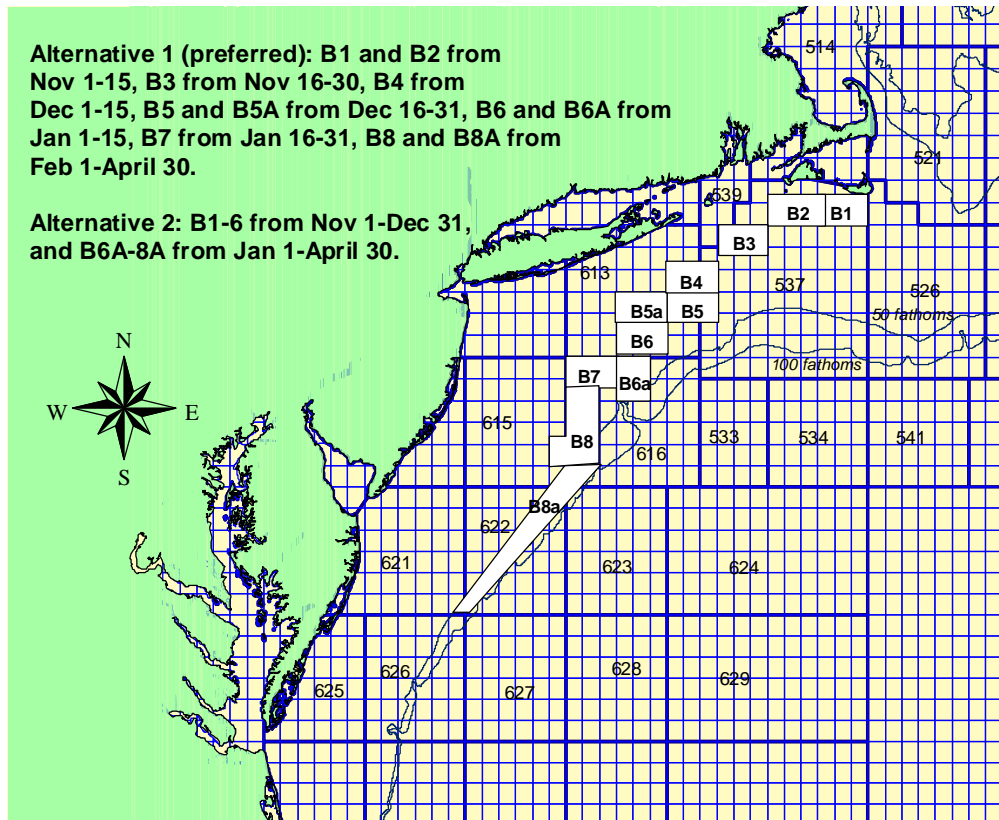 Alternative 1 (preferred): B1 and B2 from
Nov 1-15, B3 from Nov 16-30, B4 from
Dec 1-15, B5 and B5A from Dec 16-31, B6 and B6A from
Jan 1-15, B7 from Jan 16-31, B8 and B8A from
Feb 1-April 30.
Alternative 2: B1-6 from Nov 1-Dec 31,
and B6A-8A from Jan 1-April 30.
514
521
539
B2
B1
B3
613
B4
537
526
B5a
B5
50 fathoms
B6
100 fathoms
B7
B6a
N
W
E
S
615
B8
616
533
534
541
B8a
622
621
623
624
626
628
625
627
629